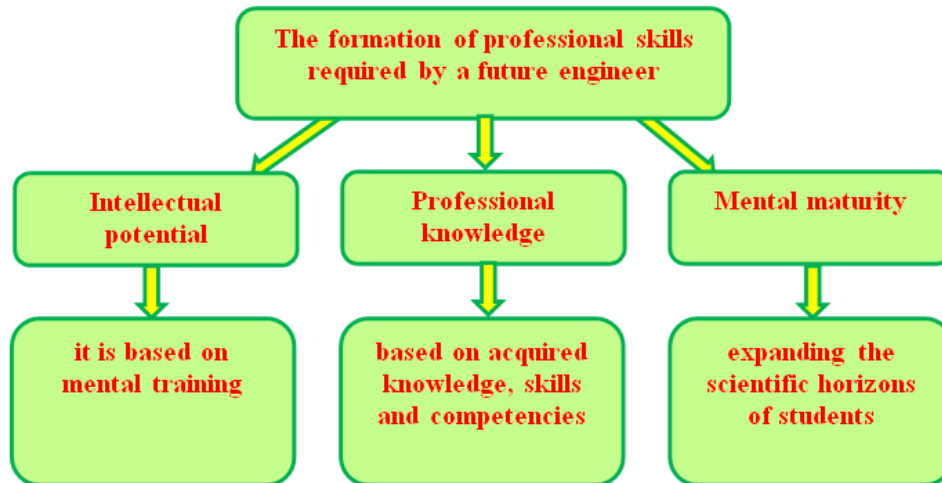 The formation of professional skills
required by a future engineer
Intellectual
potential
Professional
knowledge
Mental maturity
it is based on
mental training
based on acquired
knowledge, skills
and competencies
expanding the
scientific horizons
of students